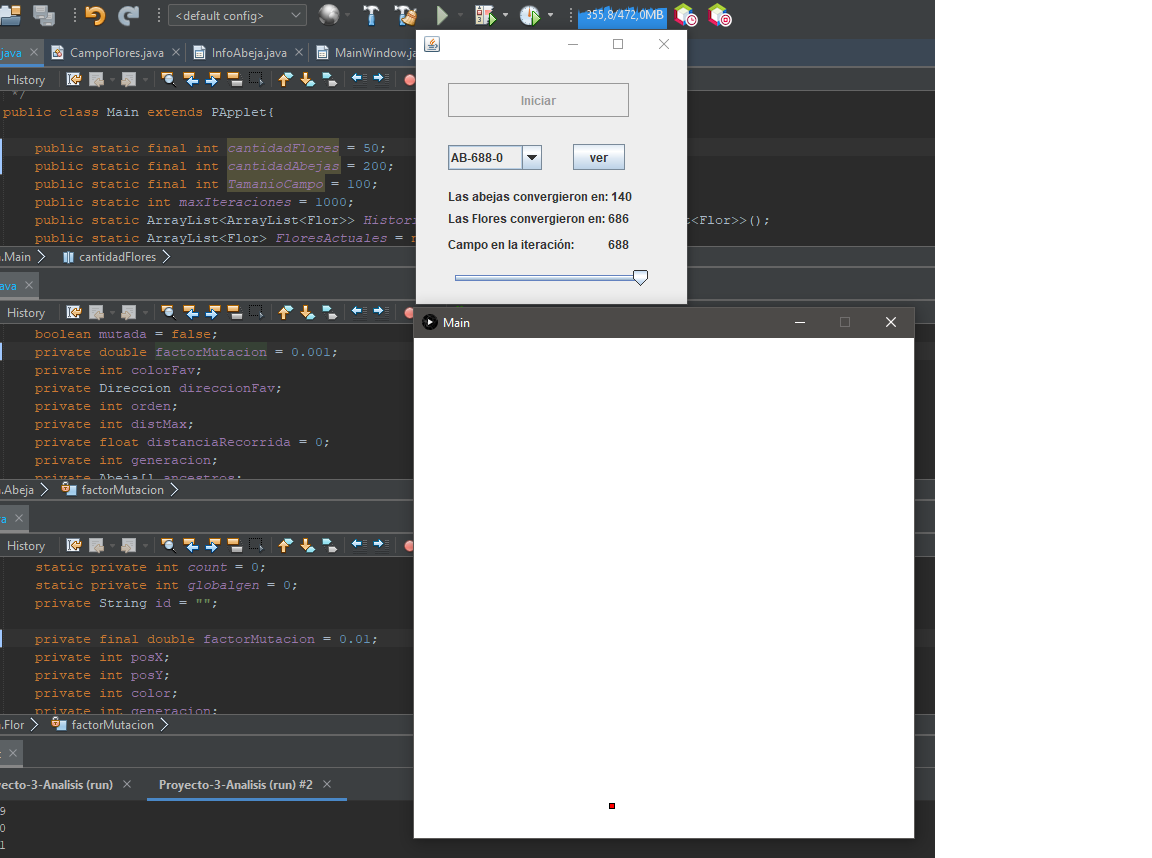 <default config>
355,8/472,0MB
java
CampoFlores.java
InfoAbeja.java
MainWindow.ja
History
*/
public class Main extends PApplet{
public static final int cantidadFlores = 50;
public static final int cantidadAbejas = 200;
public static final int TamanioCampo = 100;
public static int maxIteraciones = 1000;
public static ArrayList<ArrayList<Flor>> Histori t<Flor>>();
public static ArrayList<Flor> FloresActuales = n
.Main
cantidadFlores
Iniciar
AB-688-0
ver
Las abejas convergieron en: 140
Las Flores convergieron en: 686
Campo en la iteración: 688
ava
History
boolean mutada = false;
private double factorMutacion = 0.001;
private int colorFav;
private Direccion direccionFav;
private int orden;
private int distMax;
private float distanciaRecorrida = 0;
private int generacion;
private Abeja[] ancestros;
.Abeja
factorMutacion
Main
a
History
static private int count = 0;
static private int globalgen = 0;
private String id = "";
private final double factorMutacion = 0.01;
private int posX;
private int posY;
private int color;
private int generacion;
.Flor
factorMutacion
yecto-3-Analisis (run)
Proyecto-3-Analisis (run) #2
9
0
1